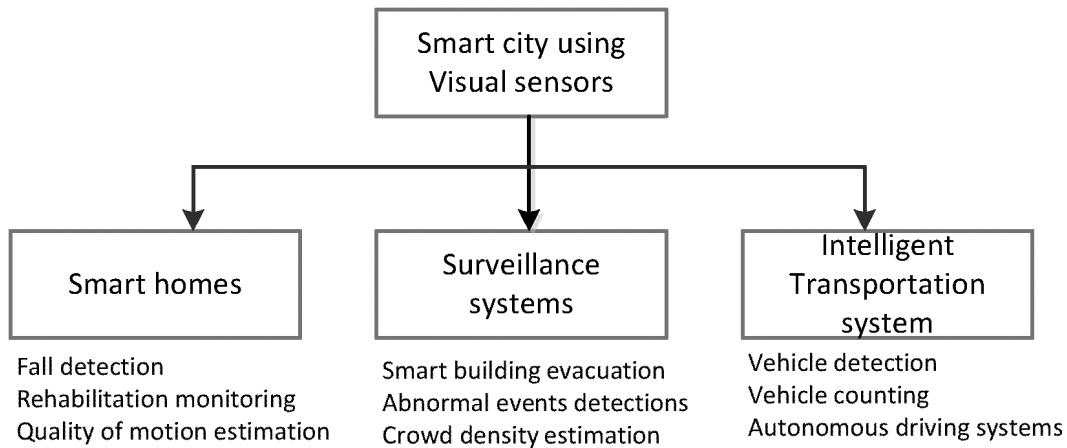 Smart city using
Visual sensors
Smart homes
Surveillance
systems
Intelligent
Transportation
system
Fall detection
Rehabilitation monitoring
Quality of motion estimation
Smart building evacuation
Abnormal events detections
Crowd density estimation
Vehicle detection
Vehicle counting
Autonomous driving systems